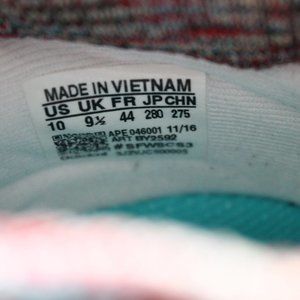 MADE IN VIETNAM
US UK FR JP CHN
10 9½ 44 280 275
APE 046001 11/16
ART BY2592